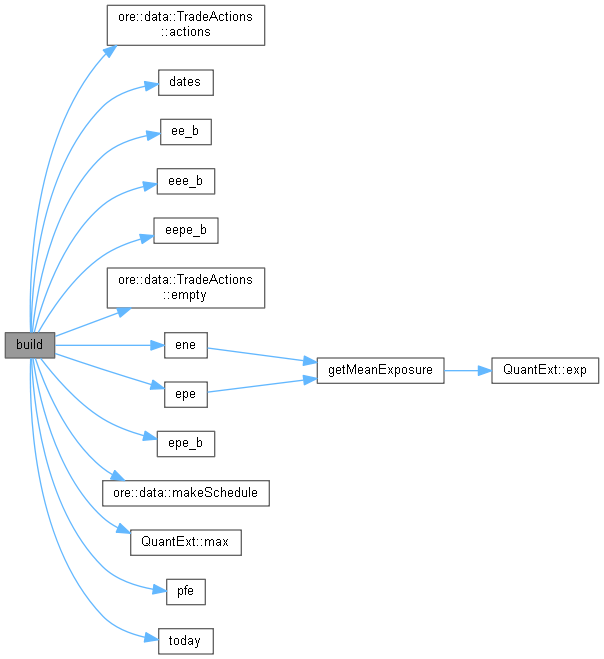 ore::data::TradeActions
::actions
dates
ee_b
eee_b
eepe_b
ore::data::TradeActions
::empty
build
ene
getMeanExposure
QuantExt::exp
epe
epe_b
ore::data::makeSchedule
QuantExt::max
pfe
today